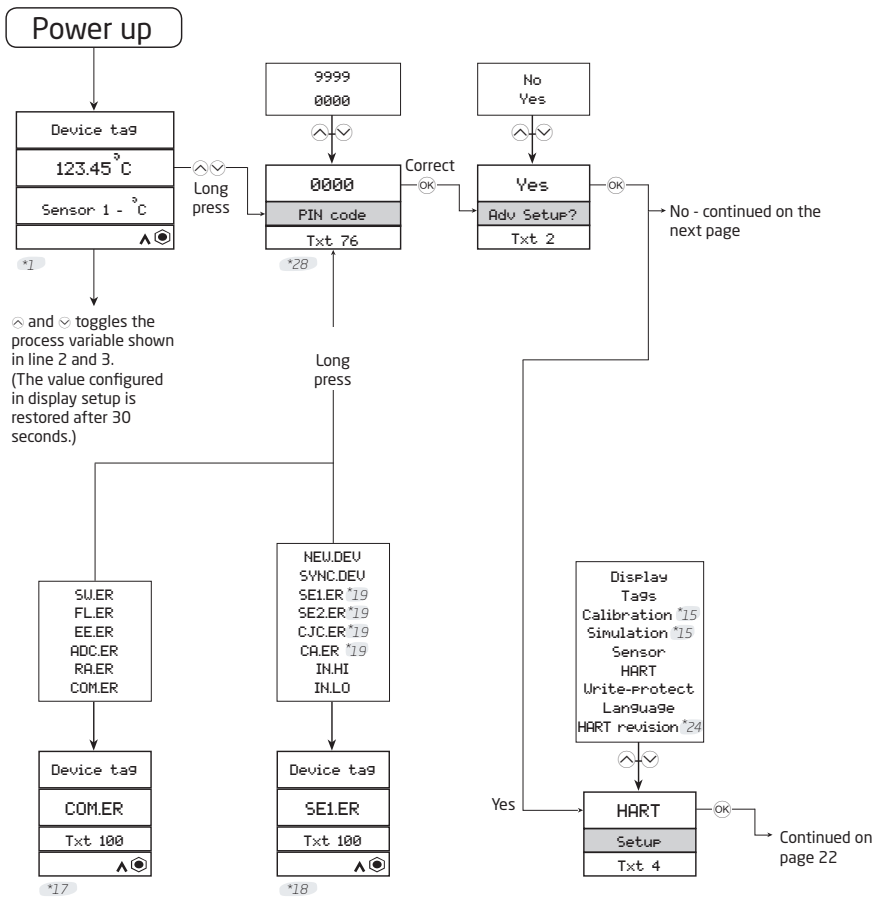 Power up
Device tag
123.45 °C
Sensor 1 - °C
*1
and toggles the
process variable shown
in line 2 and 3.
(The value configured
in display setup is
restored after 30
seconds.)
Long
press
9999
0000
0000
PIN code
Txt 76
*28
Correct
OK
No
Yes
Yes
Adv Setup?
Txt 2
OK
No - continued on the
next page
Long
press
SW.ER
FL.ER
EE.ER
ADC.ER
RA.ER
COM.ER
Device tag
COM.ER
Txt 100
*17
NEW.DEV
SYNC.DEV
SE1.ER *19
SE2.ER *19
CJC.ER *19
CA.ER *19
IN.HI
IN.LO
Device tag
SE1.ER
Txt 100
*18
Display
Tags
Calibration *15
Simulation *15
Sensor
HART
Write-protect
Language
HART revision *24
Yes
HART
Setup
Txt 4
OK
Continued on
page 22